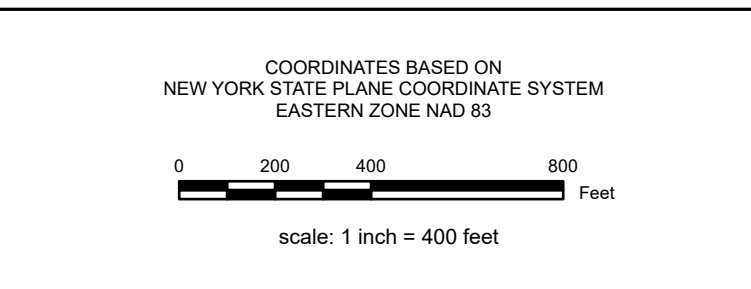 COORDINATES BASED ON
NEW YORK STATE PLANE COORDINATE SYSTEM
EASTERN ZONE NAD 83
0 200 400 800
Feet
scale: 1 inch = 400 feet